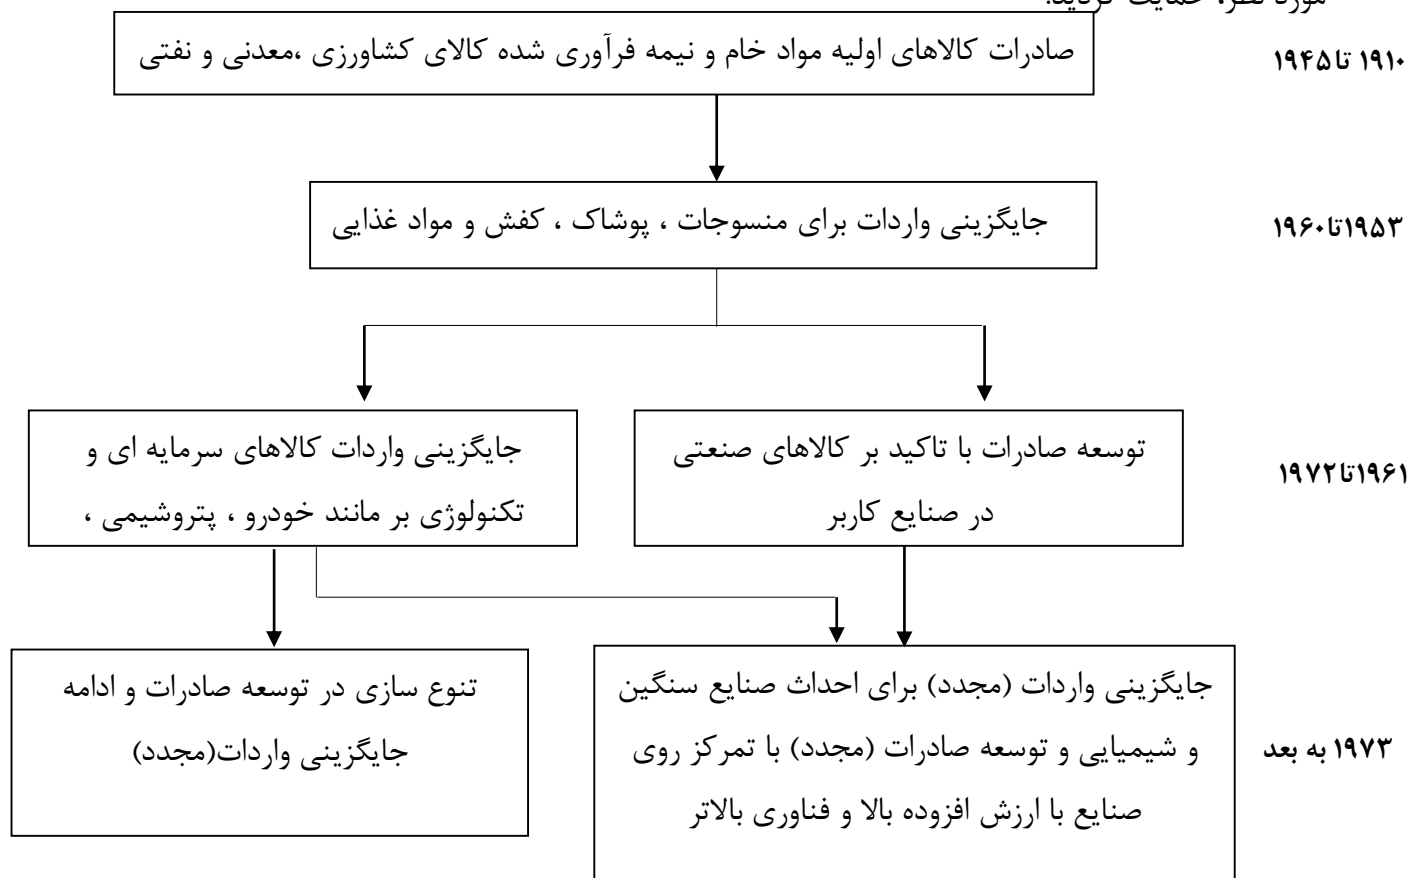 مورد نظر، حمایت گردید.
۱۹۱۰ تا ۱۹۴۵
صادرات کالاهای اولیه مواد خام و نیمه فرآوری شده کالای کشاورزی ،معدنی و نفتی
۱۹۵۳تا۱۹۶۰
جایگزینی واردات برای منسوجات ، پوشاک ، کفش و مواد غذایی
۱۹۶۱تا۱۹۷۲
توسعه صادرات با تاکید بر کالاهای صنعتی
در صنایع کاربر
جایگزینی واردات کالاهای سرمایه ای و
تکنولوژی بر مانند خودرو ، پتروشیمی ،
۱۹۷۳ به بعد
جایگزینی واردات (مجدد) برای احداث صنایع سنگین
و شیمیایی و توسعه صادرات (مجدد) با تمرکز روی
صنایع با ارزش افزوده بالا و فناوری بالاتر
تنوع سازی در توسعه صادرات و ادامه
جایگزینی واردات(مجدد)